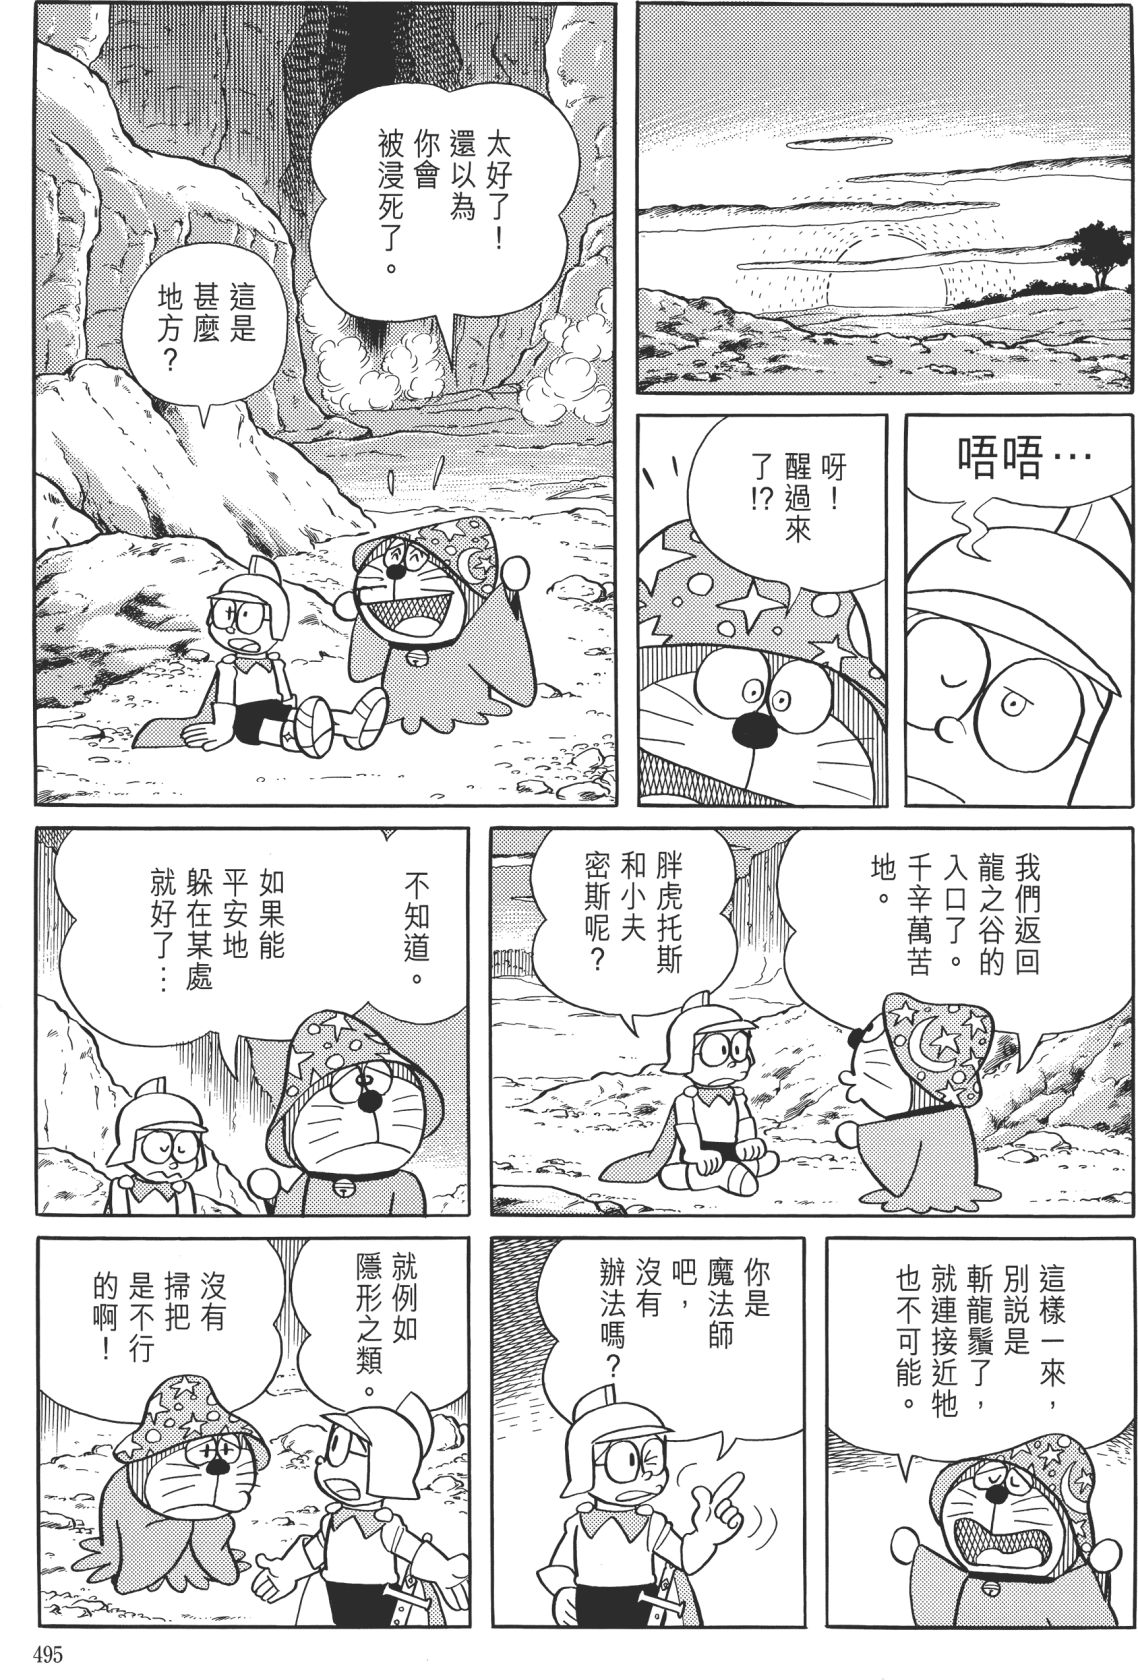 唔唔…
呀！
醒過來
了!?
太好了！
還以為
你會
被浸死了。
這是
甚麼
地方？
我們返回
龍之谷的
入口了。
千辛萬苦
地。
胖虎托斯
和小夫
密斯呢？
不知道。
如果能
平安地
躲在某處
就好了…
這樣一來，
別説是
斬龍鬚了，
就連接近牠
也不可能。
你是
魔法師
吧，
沒有
辦法嗎？
就例如
隱形之類。
沒有
掃把
是不行
的啊！
495